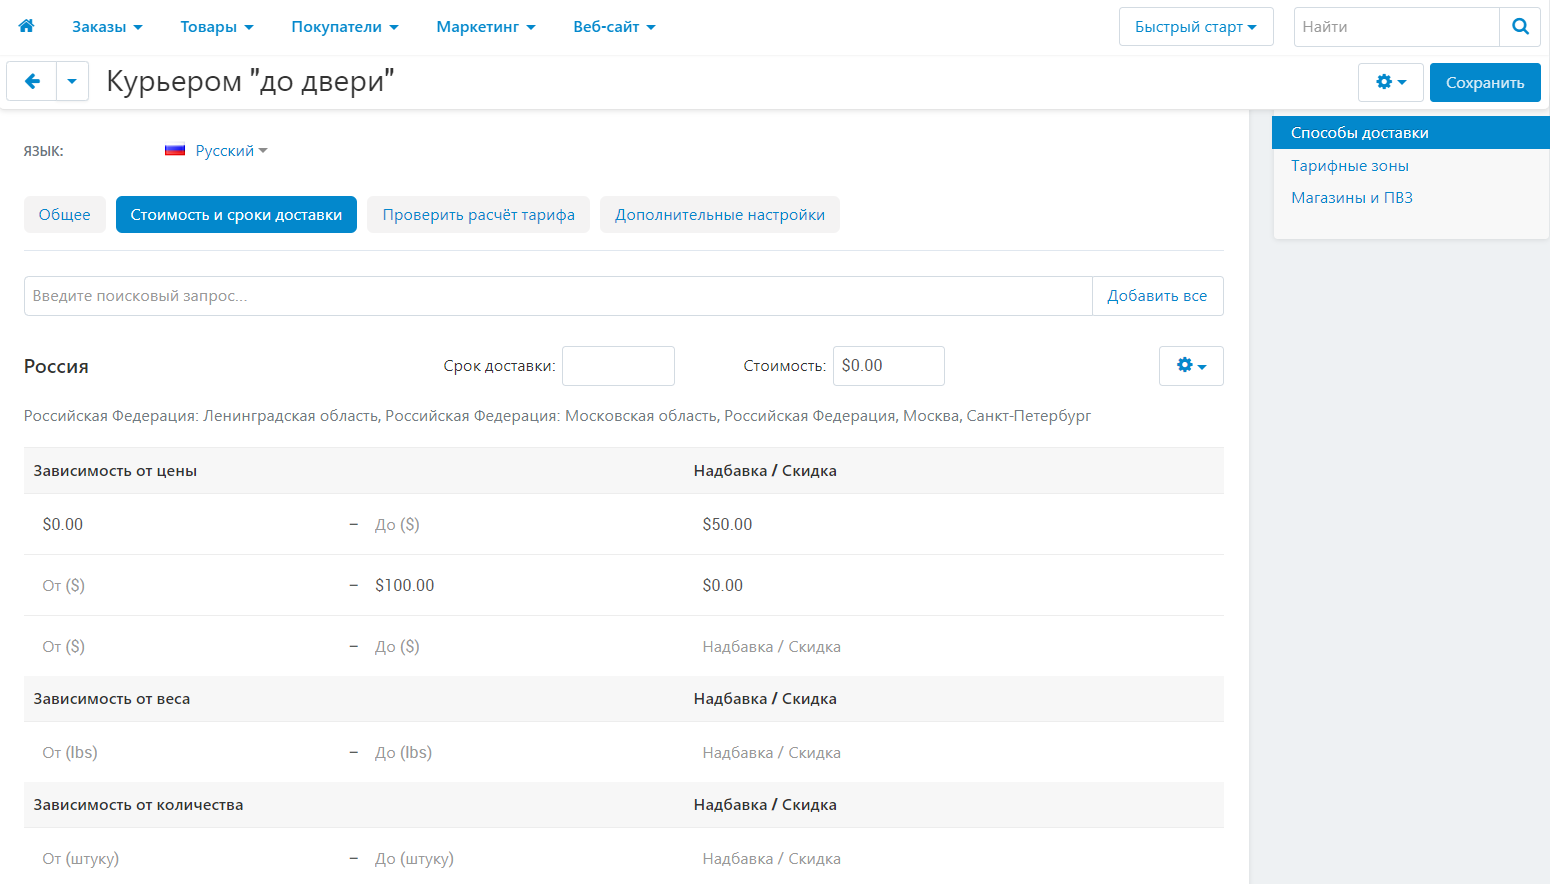 Заказы Товары Покупатели Маркетинг Веб-сайт Быстрый старт Найти
Курьером "до двери" Сохранить
ЯЗЫК: Русский
Способы доставки
Тарифные зоны
Магазины и ПВЗ
Общее Стоимость и сроки доставки Проверить расчёт тарифа Дополнительные настройки
Введите поисковый запрос... Добавить все
Россия Срок доставки: Стоимость: $0.00
Российская Федерация: Ленинградская область, Российская Федерация: Московская область, Российская Федерация, Москва, Санкт-Петербург
Зависимость от цены Надбавка / Скидка
$0.00 – До ($) $50.00
От ($) – $100.00 $0.00
От ($) – До ($) Надбавка / Скидка
Зависимость от веса Надбавка / Скидка
От (lbs) – До (lbs) Надбавка / Скидка
Зависимость от количества Надбавка / Скидка
От (штуку) – До (штуку) Надбавка / Скидка